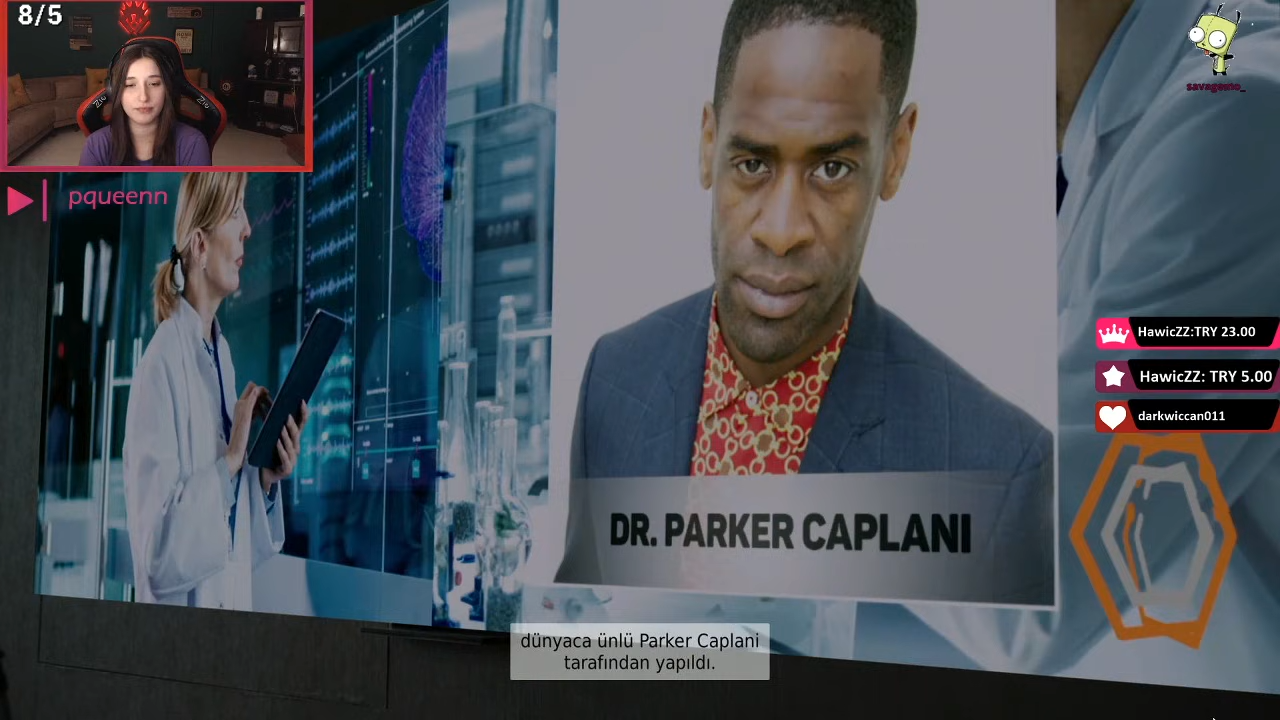 8/5
savageeio_
pqueenn
HawicZZ:TRY 23.00
HawicZZ: TRY 5.00
darkwiccan011
DR. PARKER CAPLANI
dünyaca ünlü Parker Caplani
tarafından yapıldı.